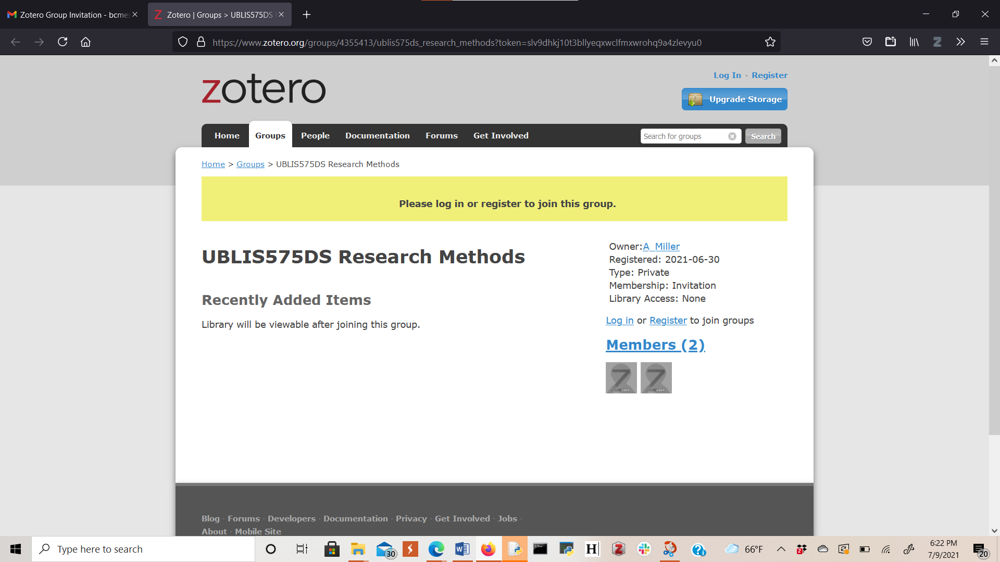 Zotero Group Invitation - bcmes
Zotero | Groups > UBLIS575DS
https://www.zotero.org/groups/4355413/ublis575ds_research_methods?token=slv9dhkj10t3bllyeqxwclfmxwrohq9a4zlevyu0
Log In · Register
zotero
Upgrade Storage
Home Groups People Documentation Forums Get Involved
Search for groups Search
Home > Groups > UBLIS575DS Research Methods
Please log in or register to join this group.
UBLIS575DS Research Methods
Recently Added Items
Library will be viewable after joining this group.
Owner:A_Miller
Registered: 2021-06-30
Type: Private
Membership: Invitation
Library Access: None
Log in or Register to join groups
Members (2)
Blog · Forums · Developers · Documentation · Privacy · Get Involved · Jobs ·
About · Mobile Site
Type here to search
30
66°F
2
6:22 PM
7/9/2021
20